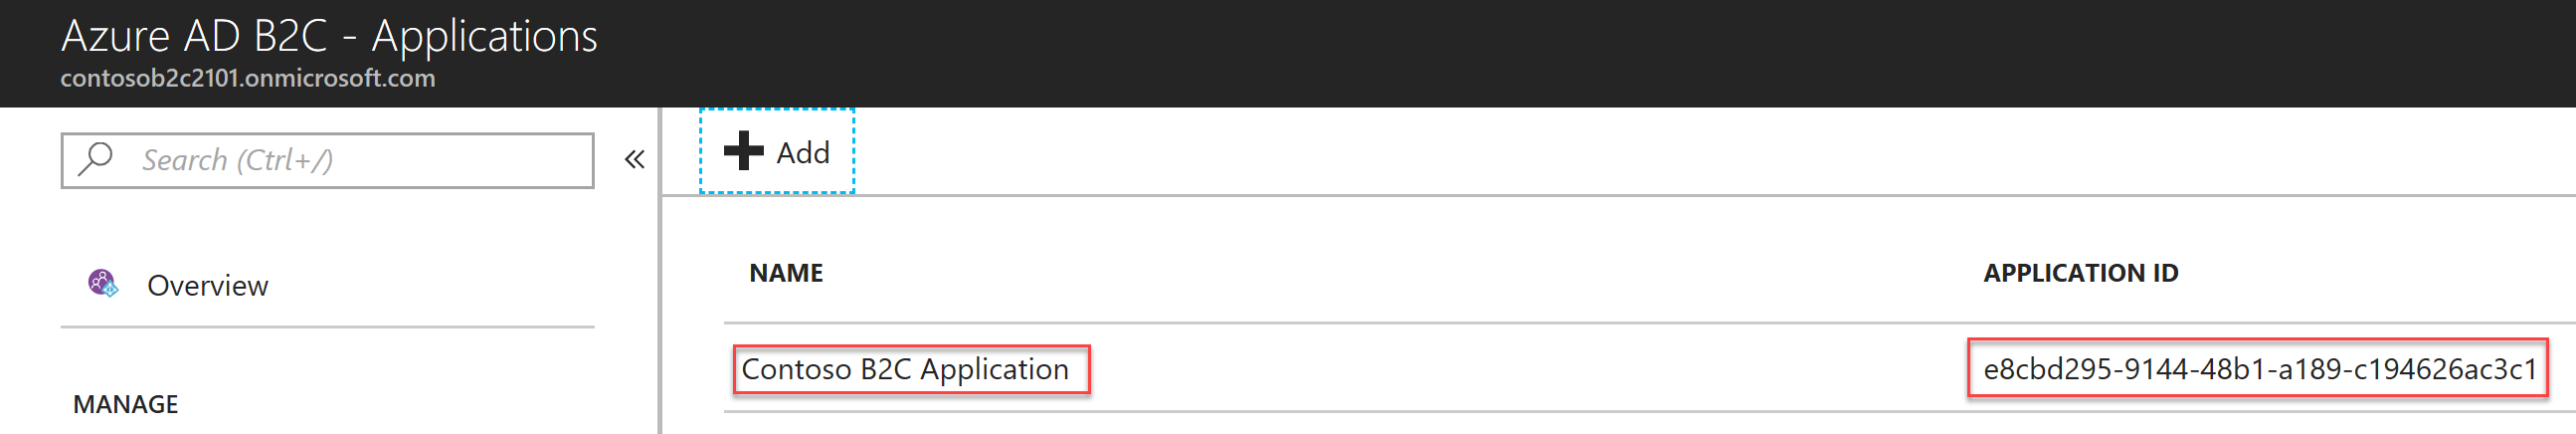 Azure AD B2C - Applications
contosob2c2101.onmicrosoft.com
Search (Ctrl+/)
Add
Overview
MANAGE
NAME
APPLICATION ID
Contoso B2C Application
e8cbd295-9144-48b1-a189-c194626ac3c1